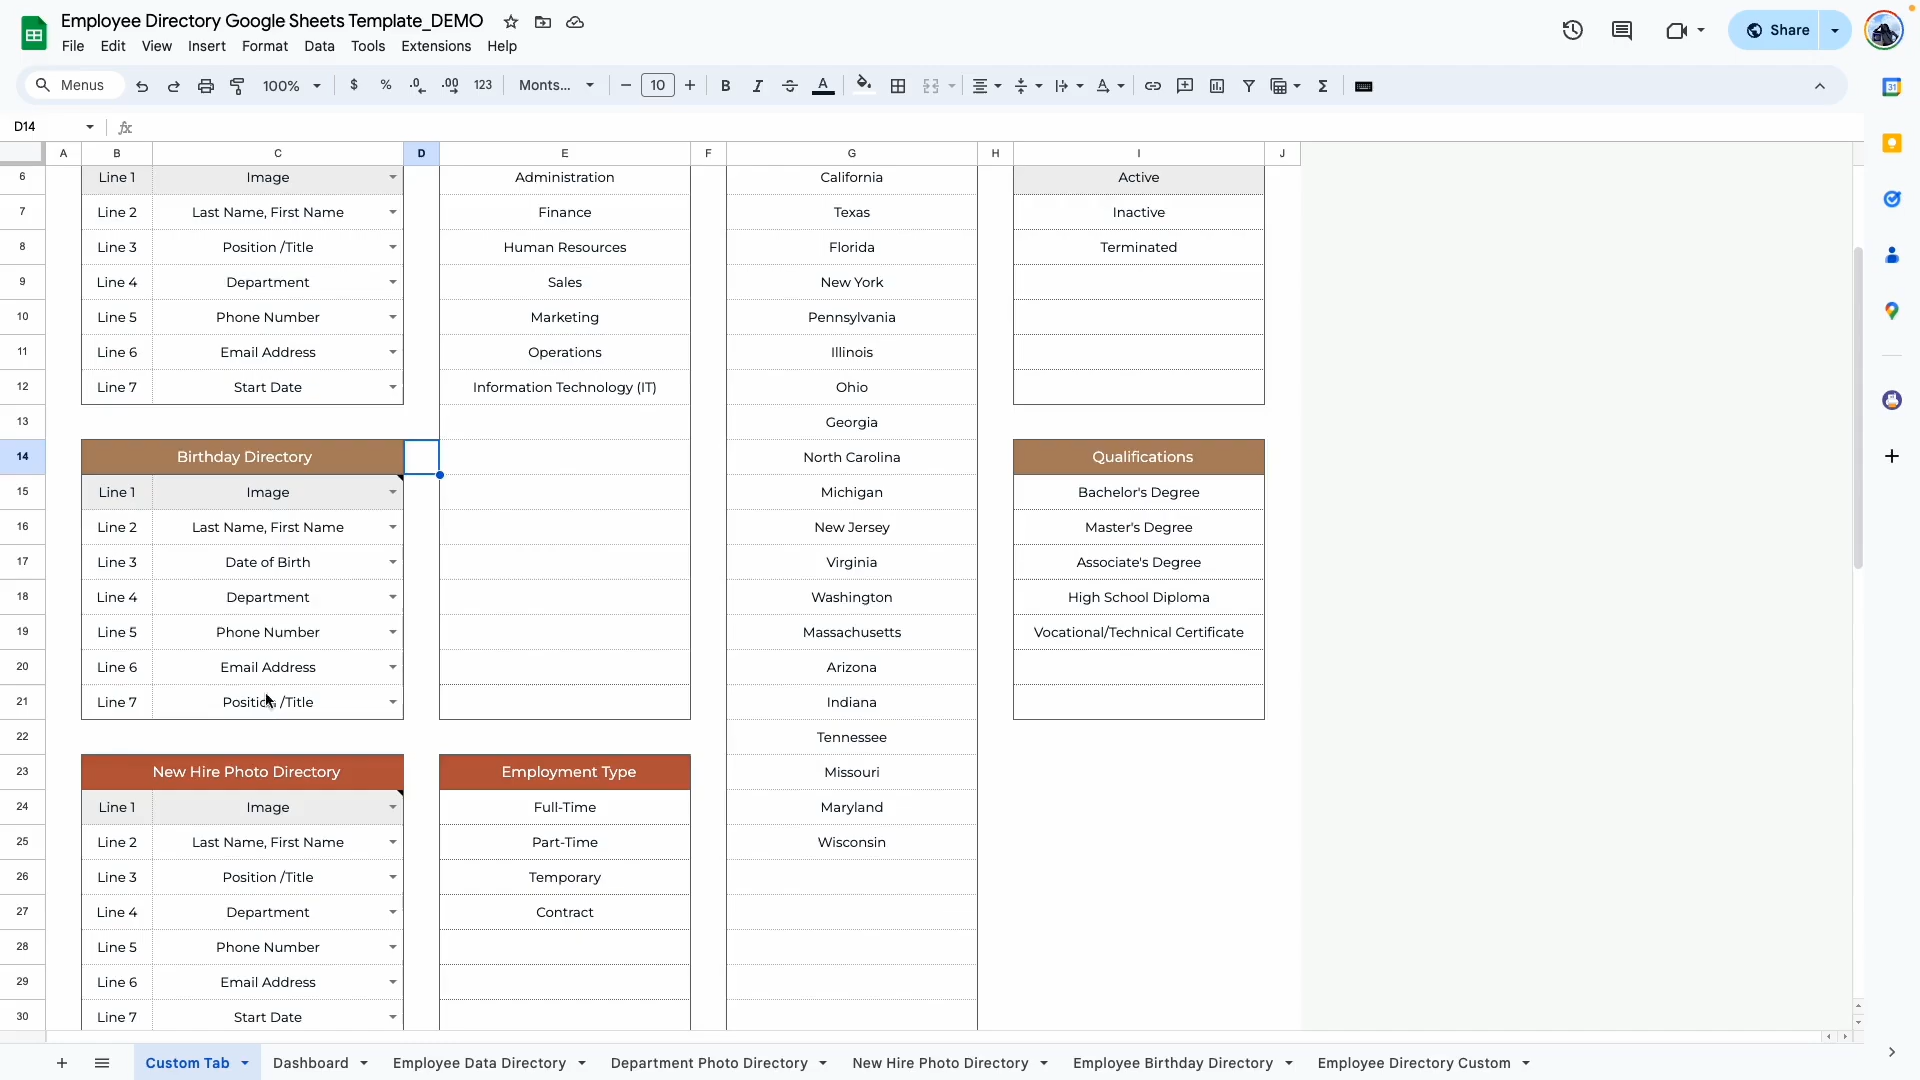 Employee Directory Google Sheets Template_DEMO
File Edit View Insert Format Data Tools Extensions Help
Share
Menus 100% $ % .0 .00 123 Monts... 10 B I A
D14
A B C D E F G H I J
6 Line 1 Image Administration California Active
7 Line 2 Last Name, First Name Finance Texas Inactive
8 Line 3 Position /Title Human Resources Florida Terminated
9 Line 4 Department Sales New York
10 Line 5 Phone Number Marketing Pennsylvania
11 Line 6 Email Address Operations Illinois
12 Line 7 Start Date Information Technology (IT) Ohio
13 Georgia
14 Birthday Directory North Carolina Qualifications
15 Line 1 Image Michigan Bachelor's Degree
16 Line 2 Last Name, First Name New Jersey Master's Degree
17 Line 3 Date of Birth Virginia Associate's Degree
18 Line 4 Department Washington High School Diploma
19 Line 5 Phone Number Massachusetts Vocational/Technical Certificate
20 Line 6 Email Address Arizona
21 Line 7 Position /Title Indiana
22 Tennessee
23 New Hire Photo Directory Employment Type Missouri
24 Line 1 Image Full-Time Maryland
25 Line 2 Last Name, First Name Part-Time Wisconsin
26 Line 3 Position /Title Temporary
27 Line 4 Department Contract
28 Line 5 Phone Number
29 Line 6 Email Address
30 Line 7 Start Date
Custom Tab Dashboard Employee Data Directory Department Photo Directory New Hire Photo Directory Employee Birthday Directory Employee Directory Custom